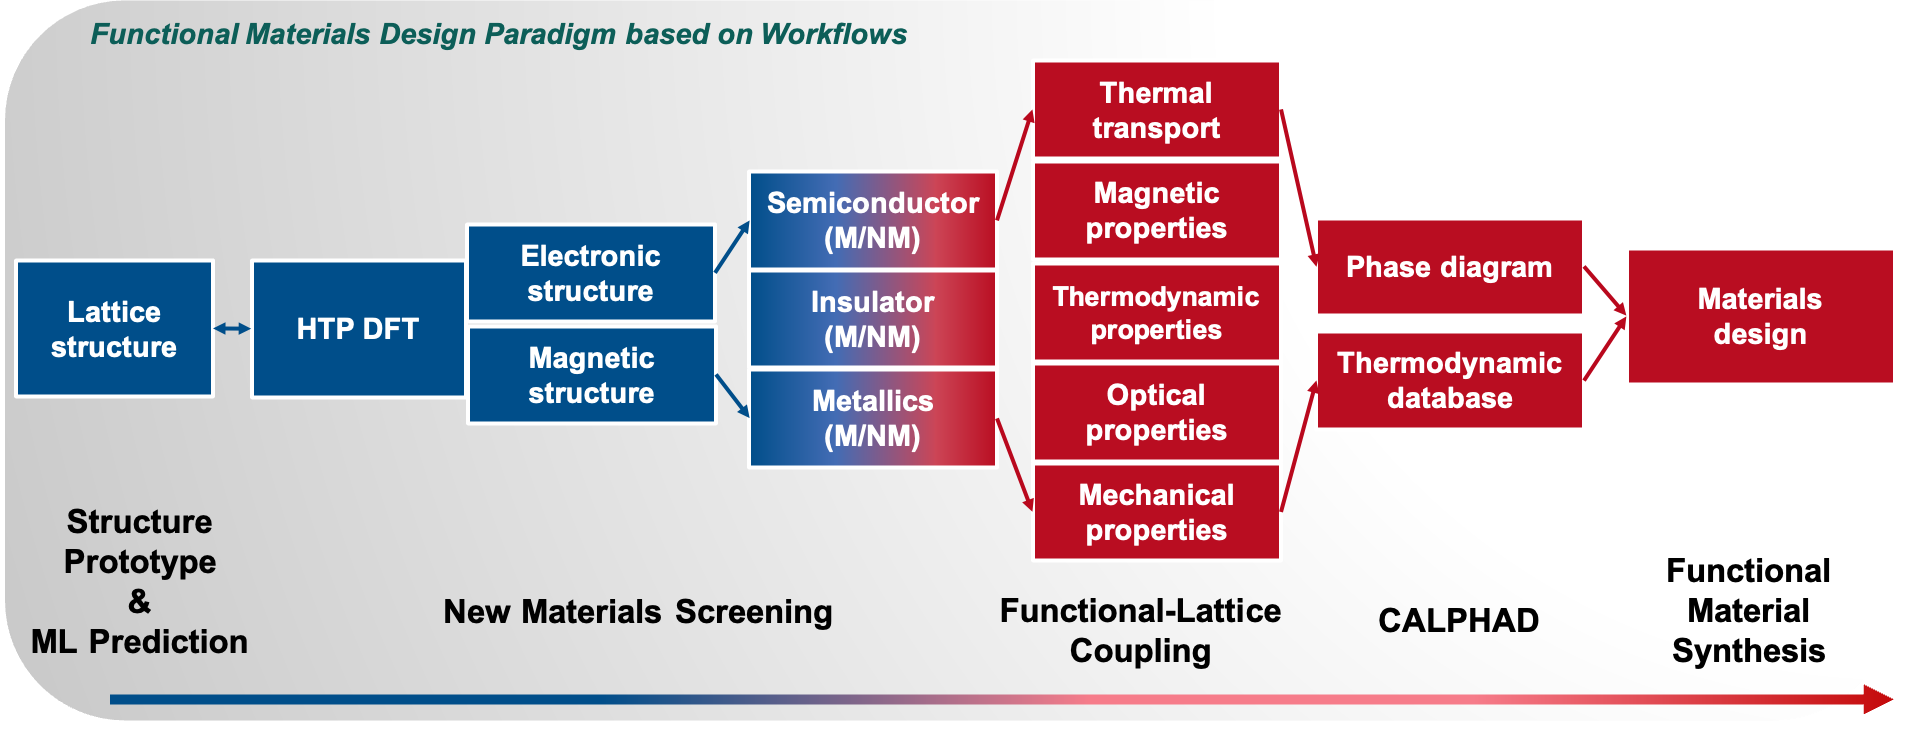 Functional Materials Design Paradigm based on Workflows
Lattice
structure
HTP DFT
Electronic
structure
Magnetic
structure
Semiconductor
(M/NM)
Insulator
(M/NM)
Metallics
(M/NM)
Thermal
transport
Magnetic
properties
Thermodynamic
properties
Optical
properties
Mechanical
properties
Phase diagram
Thermodynamic
database
Materials
design
Structure
Prototype
&
ML Prediction
New Materials Screening
Functional-Lattice
Coupling
CALPHAD
Functional
Material
Synthesis